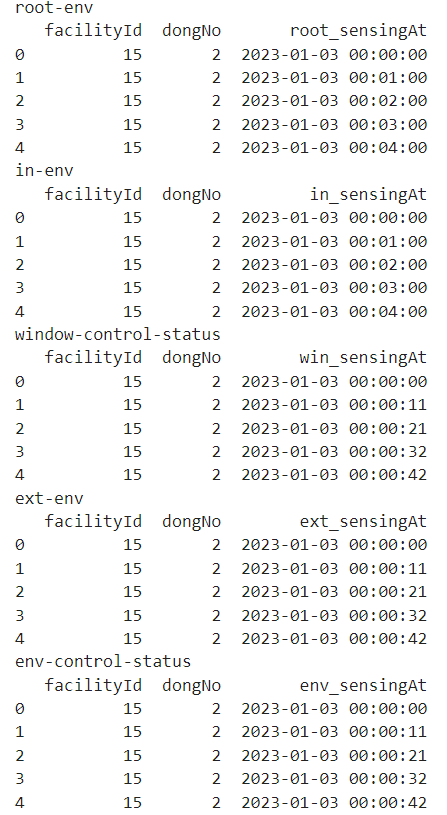 root-env
facilityId dongNo root_sensingAt
0 15 2 2023-01-03 00:00:00
1 15 2 2023-01-03 00:01:00
2 15 2 2023-01-03 00:02:00
3 15 2 2023-01-03 00:03:00
4 15 2 2023-01-03 00:04:00
in-env
facilityId dongNo in_sensingAt
0 15 2 2023-01-03 00:00:00
1 15 2 2023-01-03 00:01:00
2 15 2 2023-01-03 00:02:00
3 15 2 2023-01-03 00:03:00
4 15 2 2023-01-03 00:04:00
window-control-status
facilityId dongNo win_sensingAt
0 15 2 2023-01-03 00:00:00
1 15 2 2023-01-03 00:00:11
2 15 2 2023-01-03 00:00:21
3 15 2 2023-01-03 00:00:32
4 15 2 2023-01-03 00:00:42
ext-env
facilityId dongNo ext_sensingAt
0 15 2 2023-01-03 00:00:00
1 15 2 2023-01-03 00:00:11
2 15 2 2023-01-03 00:00:21
3 15 2 2023-01-03 00:00:32
4 15 2 2023-01-03 00:00:42
env-control-status
facilityId dongNo env_sensingAt
0 15 2 2023-01-03 00:00:00
1 15 2 2023-01-03 00:00:11
2 15 2 2023-01-03 00:00:21
3 15 2 2023-01-03 00:00:32
4 15 2 2023-01-03 00:00:42